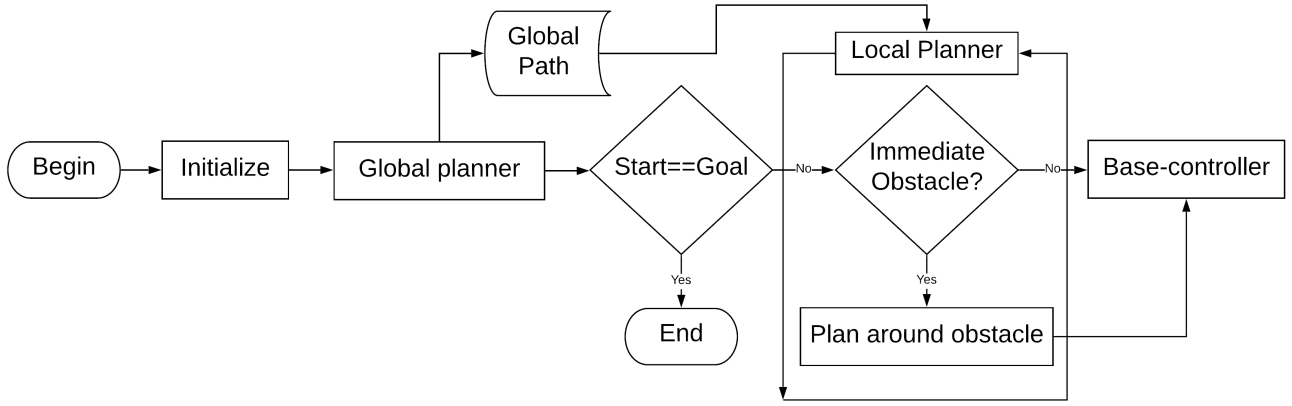 Global
Path
Local Planner
Begin
Initialize
Global planner
Start==Goal
No
Immediate
Obstacle?
No
Base-controller
Yes
Yes
End
Plan around obstacle